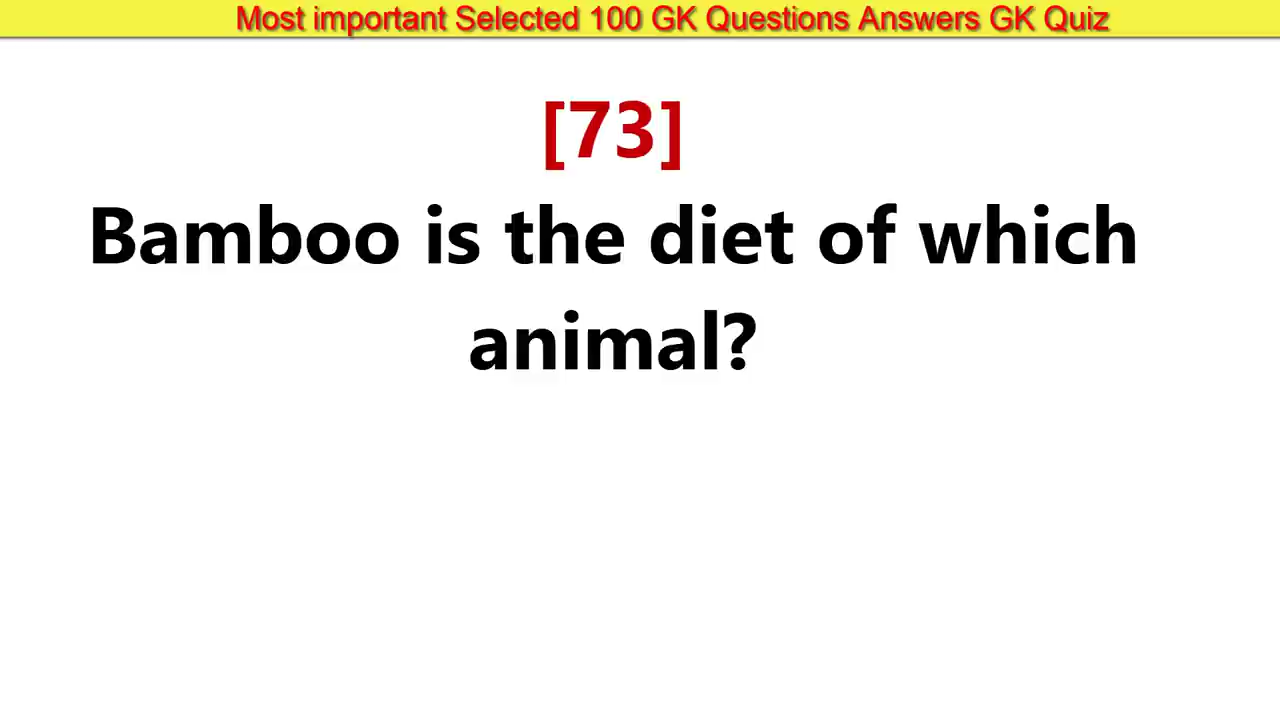 Most important Selected 100 GK Questions Answers GK Quiz
[73]
Bamboo is the diet of which
animal?